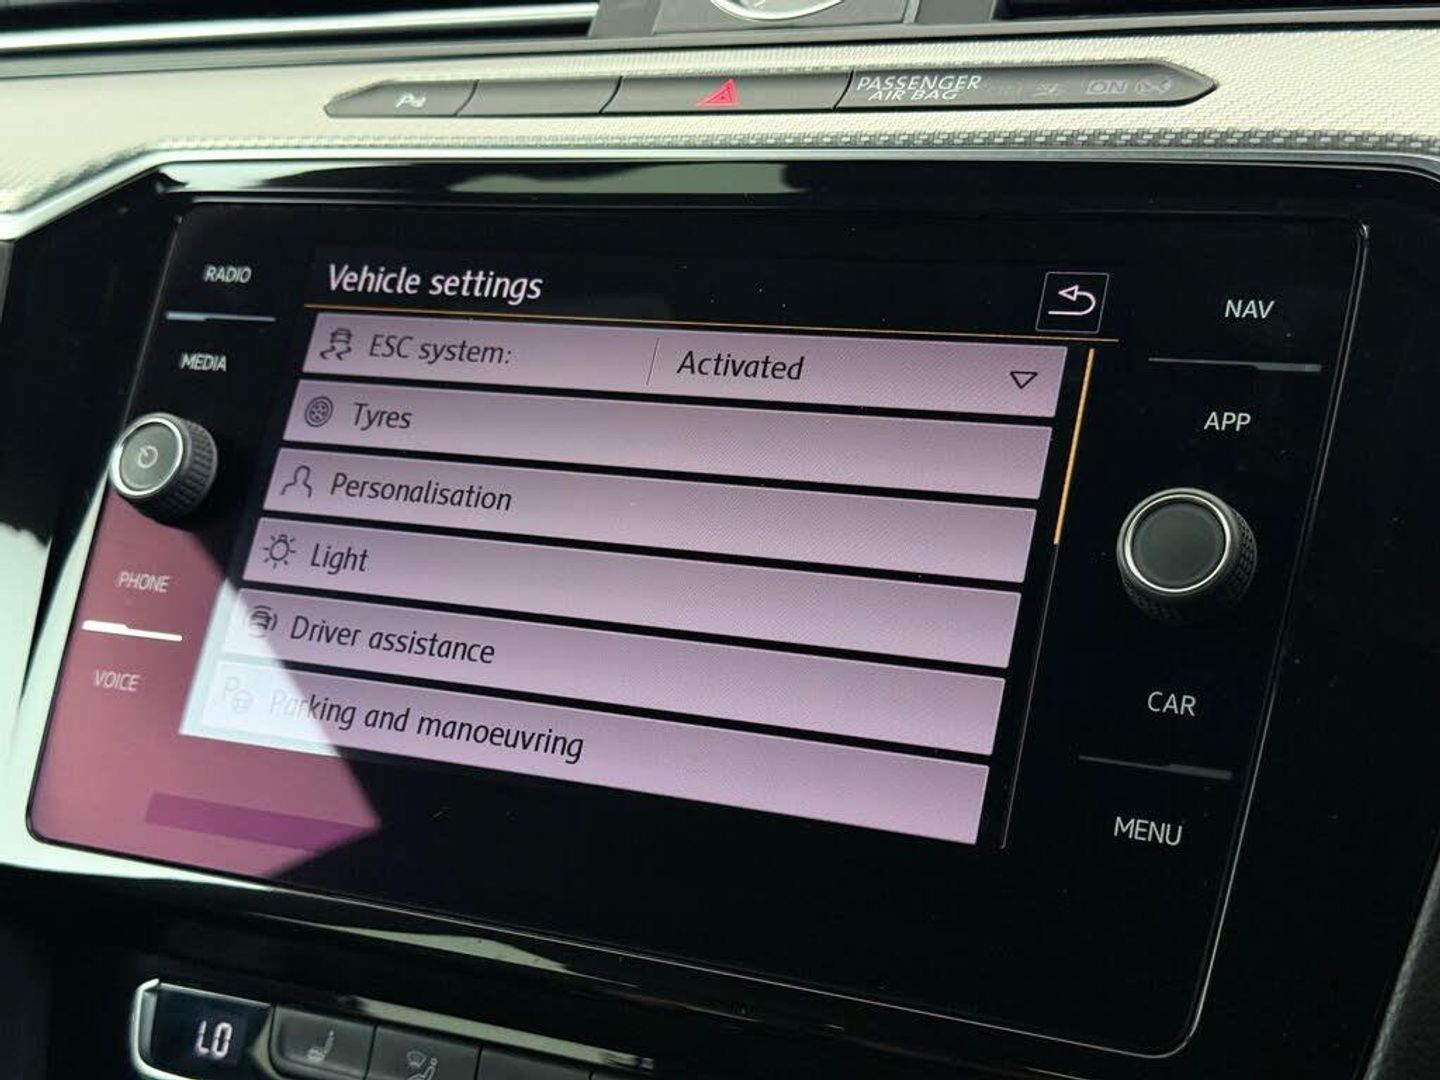 PASSENGER
AIR BAG
ON
RADIO
MEDIA
PHONE
VOICE
Vehicle settings
ESC system: Activated
Tyres
Personalisation
Light
Driver assistance
Parking and manoeuvring
NAV
APP
CAR
MENU
LO